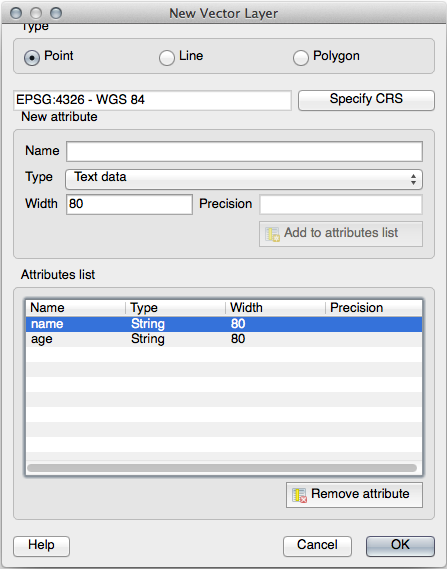 New Vector Layer
Type
Point Line Polygon
EPSG:4326 - WGS 84 Specify CRS
New attribute
Name
Type Text data
Width 80 Precision
Add to attributes list
Attributes list
Name Type Width Precision
name String 80
age String 80
Remove attribute
Help Cancel OK